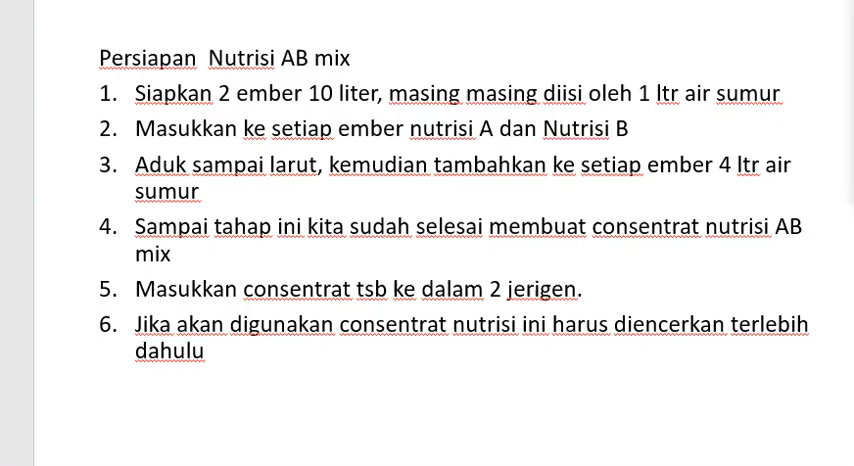 Persiapan  Nutrisi AB mix
1. Siapkan 2 ember 10 liter, masing masing diisi oleh 1 ltr air sumur
2. Masukkan ke setiap ember nutrisi A dan Nutrisi B
3. Aduk sampai larut, kemudian tambahkan ke setiap ember 4 ltr air
sumur
4. Sampai tahap ini kita sudah selesai membuat consentrat nutrisi AB
mix
5. Masukkan consentrat tsb ke dalam 2 jerigen.
6. Jika akan digunakan consentrat nutrisi ini harus diencerkan terlebih
dahulu